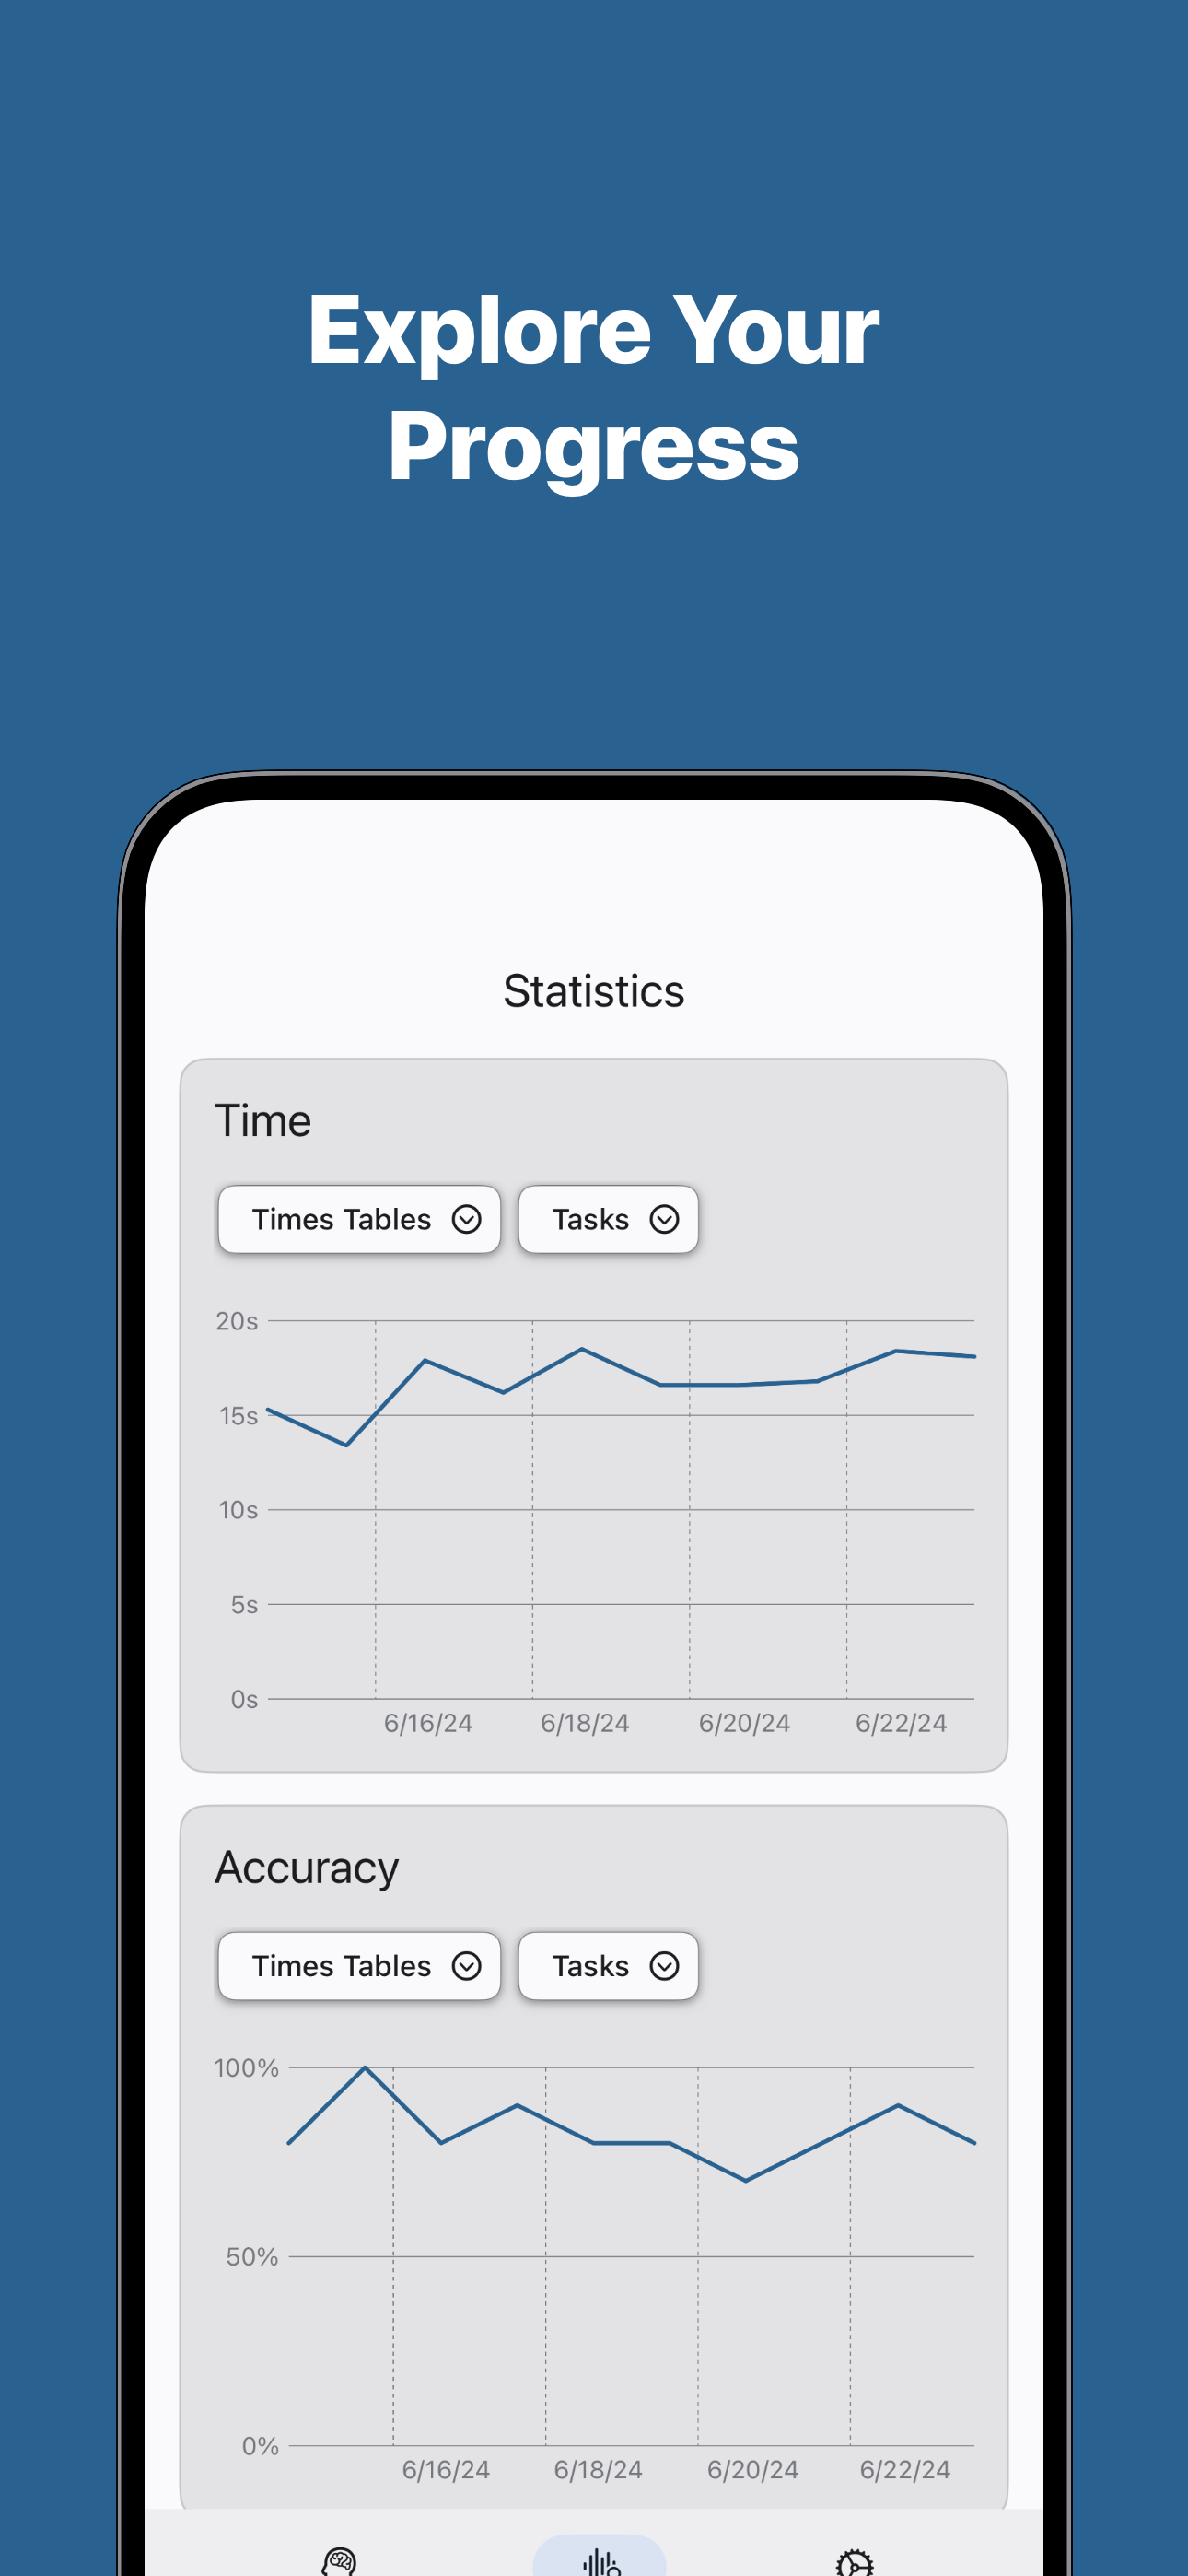 Explore Your
Progress
Statistics
Time
Times Tables
Tasks
20s
15s
10s
5s
0s
6/16/24 6/18/24 6/20/24 6/22/24
Accuracy
Times Tables
Tasks
100%
50%
0%
6/16/24 6/18/24 6/20/24 6/22/24